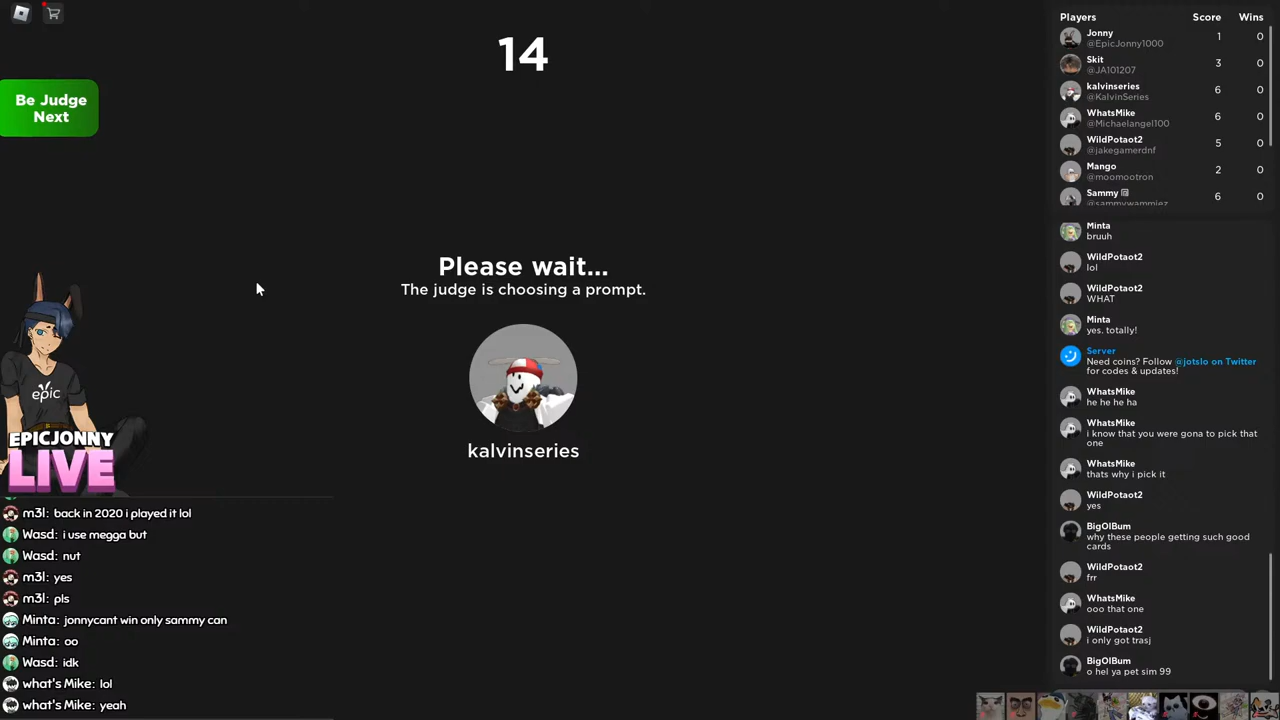 14
Be Judge
Next
Please wait...
The judge is choosing a prompt.
kalvinseries
epic
EPICJONNY
LIVE
m3l: back in 2020 i played it lol
Wasd: i use megga but
Wasd: nut
m3l: yes
m3l: pls
Minta: jonnycant win only sammy can
Minta: oo
Wasd: idk
what's Mike: lol
what's Mike: yeah
Players Score Wins
Jonny 1 0
@EpicJonny1000
Skit 3 0
@JA101207
kalvinseries 6 0
@KalvinSeries
WhatsMike 6 0
@Michaelangel100
WildPotaot2 5 0
@jakegamerdnf
Mango 2 0
@moomootron
Sammy 6 0
@sammywammiez
Minta
bruuh
WildPotaot2
lol
WildPotaot2
WHAT
Minta
yes. totally!
Server
Need coins? Follow @jotslo on Twitter
for codes & updates!
WhatsMike
he he he ha
WhatsMike
i know that you were gona to pick that
one
WhatsMike
thats why i pick it
WildPotaot2
yes
BigOlBum
why these people getting such good
cards
WildPotaot2
frr
WhatsMike
ooo that one
WildPotaot2
i only got trasj
BigOlBum
o hel ya pet sim 99